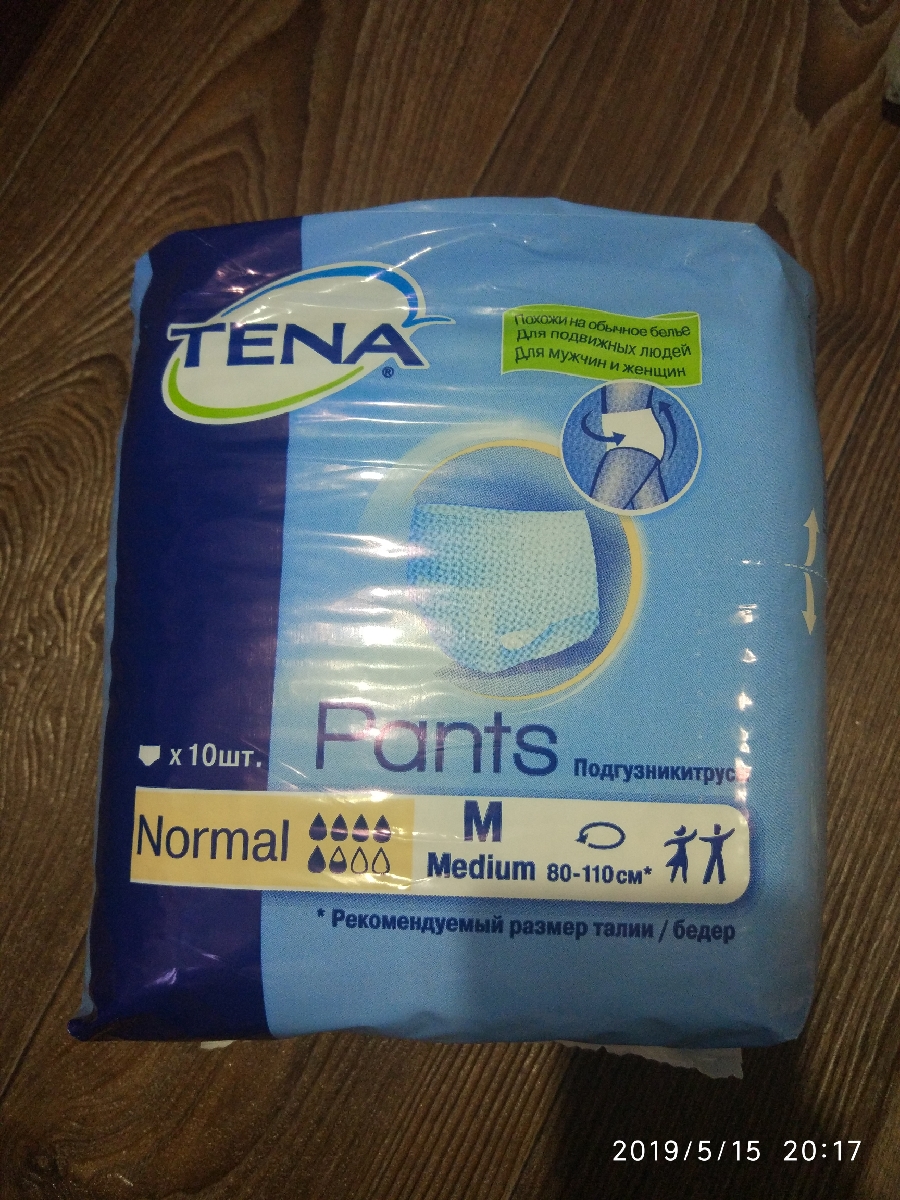 TENA®
Похожи на обычное белье
Для подвижных людей
Для мужчин и женщин
x 10шт.
Pants
Normal
M
Medium 80-110см*
* Рекомендуемый размер талии / бедер
2019/5/15 20:17